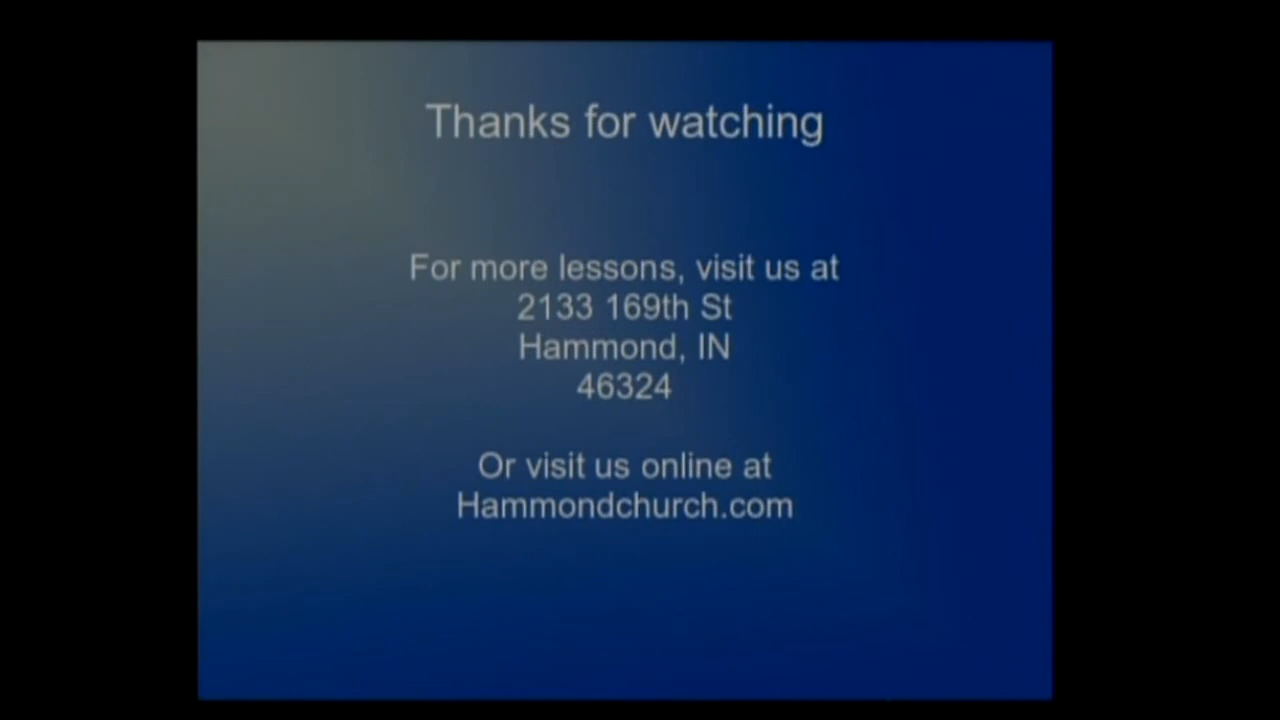 Thanks for watching
For more lessons, visit us at
2133 169th St
Hammond, IN
46324
Or visit us online at
Hammondchurch.com